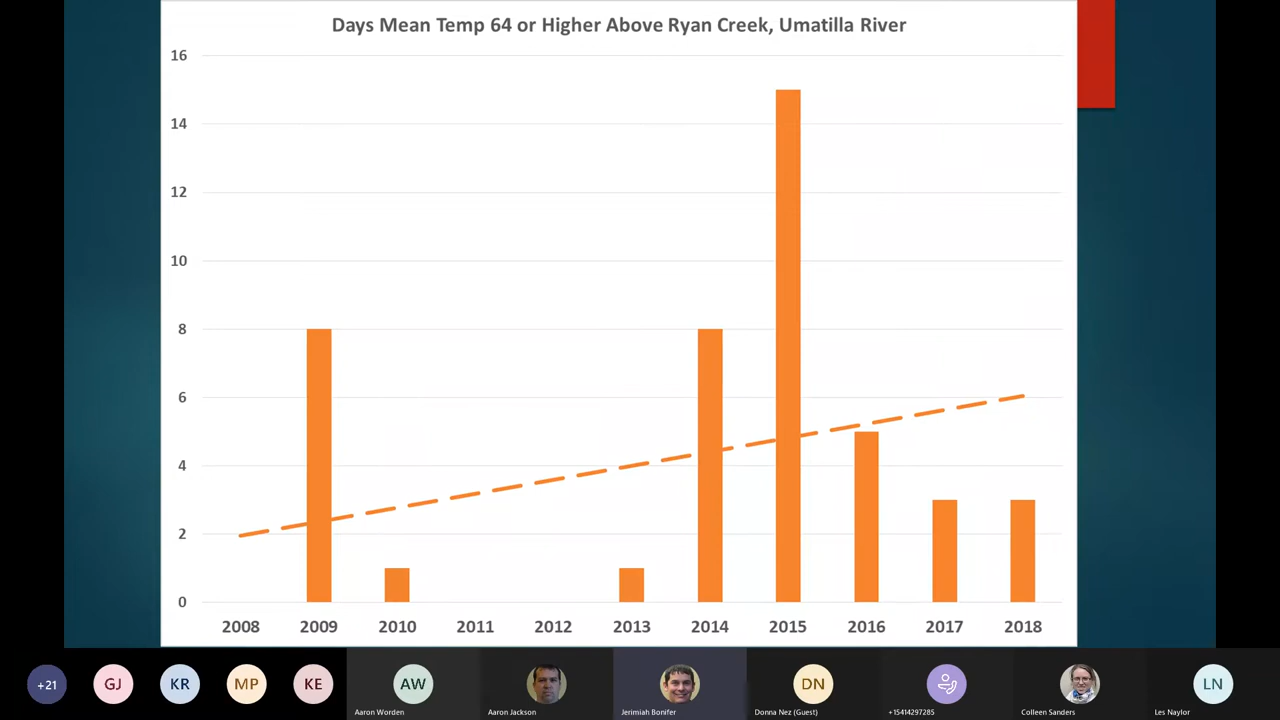 Days Mean Temp 64 or Higher Above Ryan Creek, Umatilla River
16
14
12
10
8
6
4
2
0
2008 2009 2010 2011 2012 2013 2014 2015 2016 2017 2018
+21 GJ KR MP KE AW DN LN
Aaron Worden Aaron Jackson Jerimiah Bonifer Donna Nez (Guest) +15414297285 Colleen Sanders Les Naylor